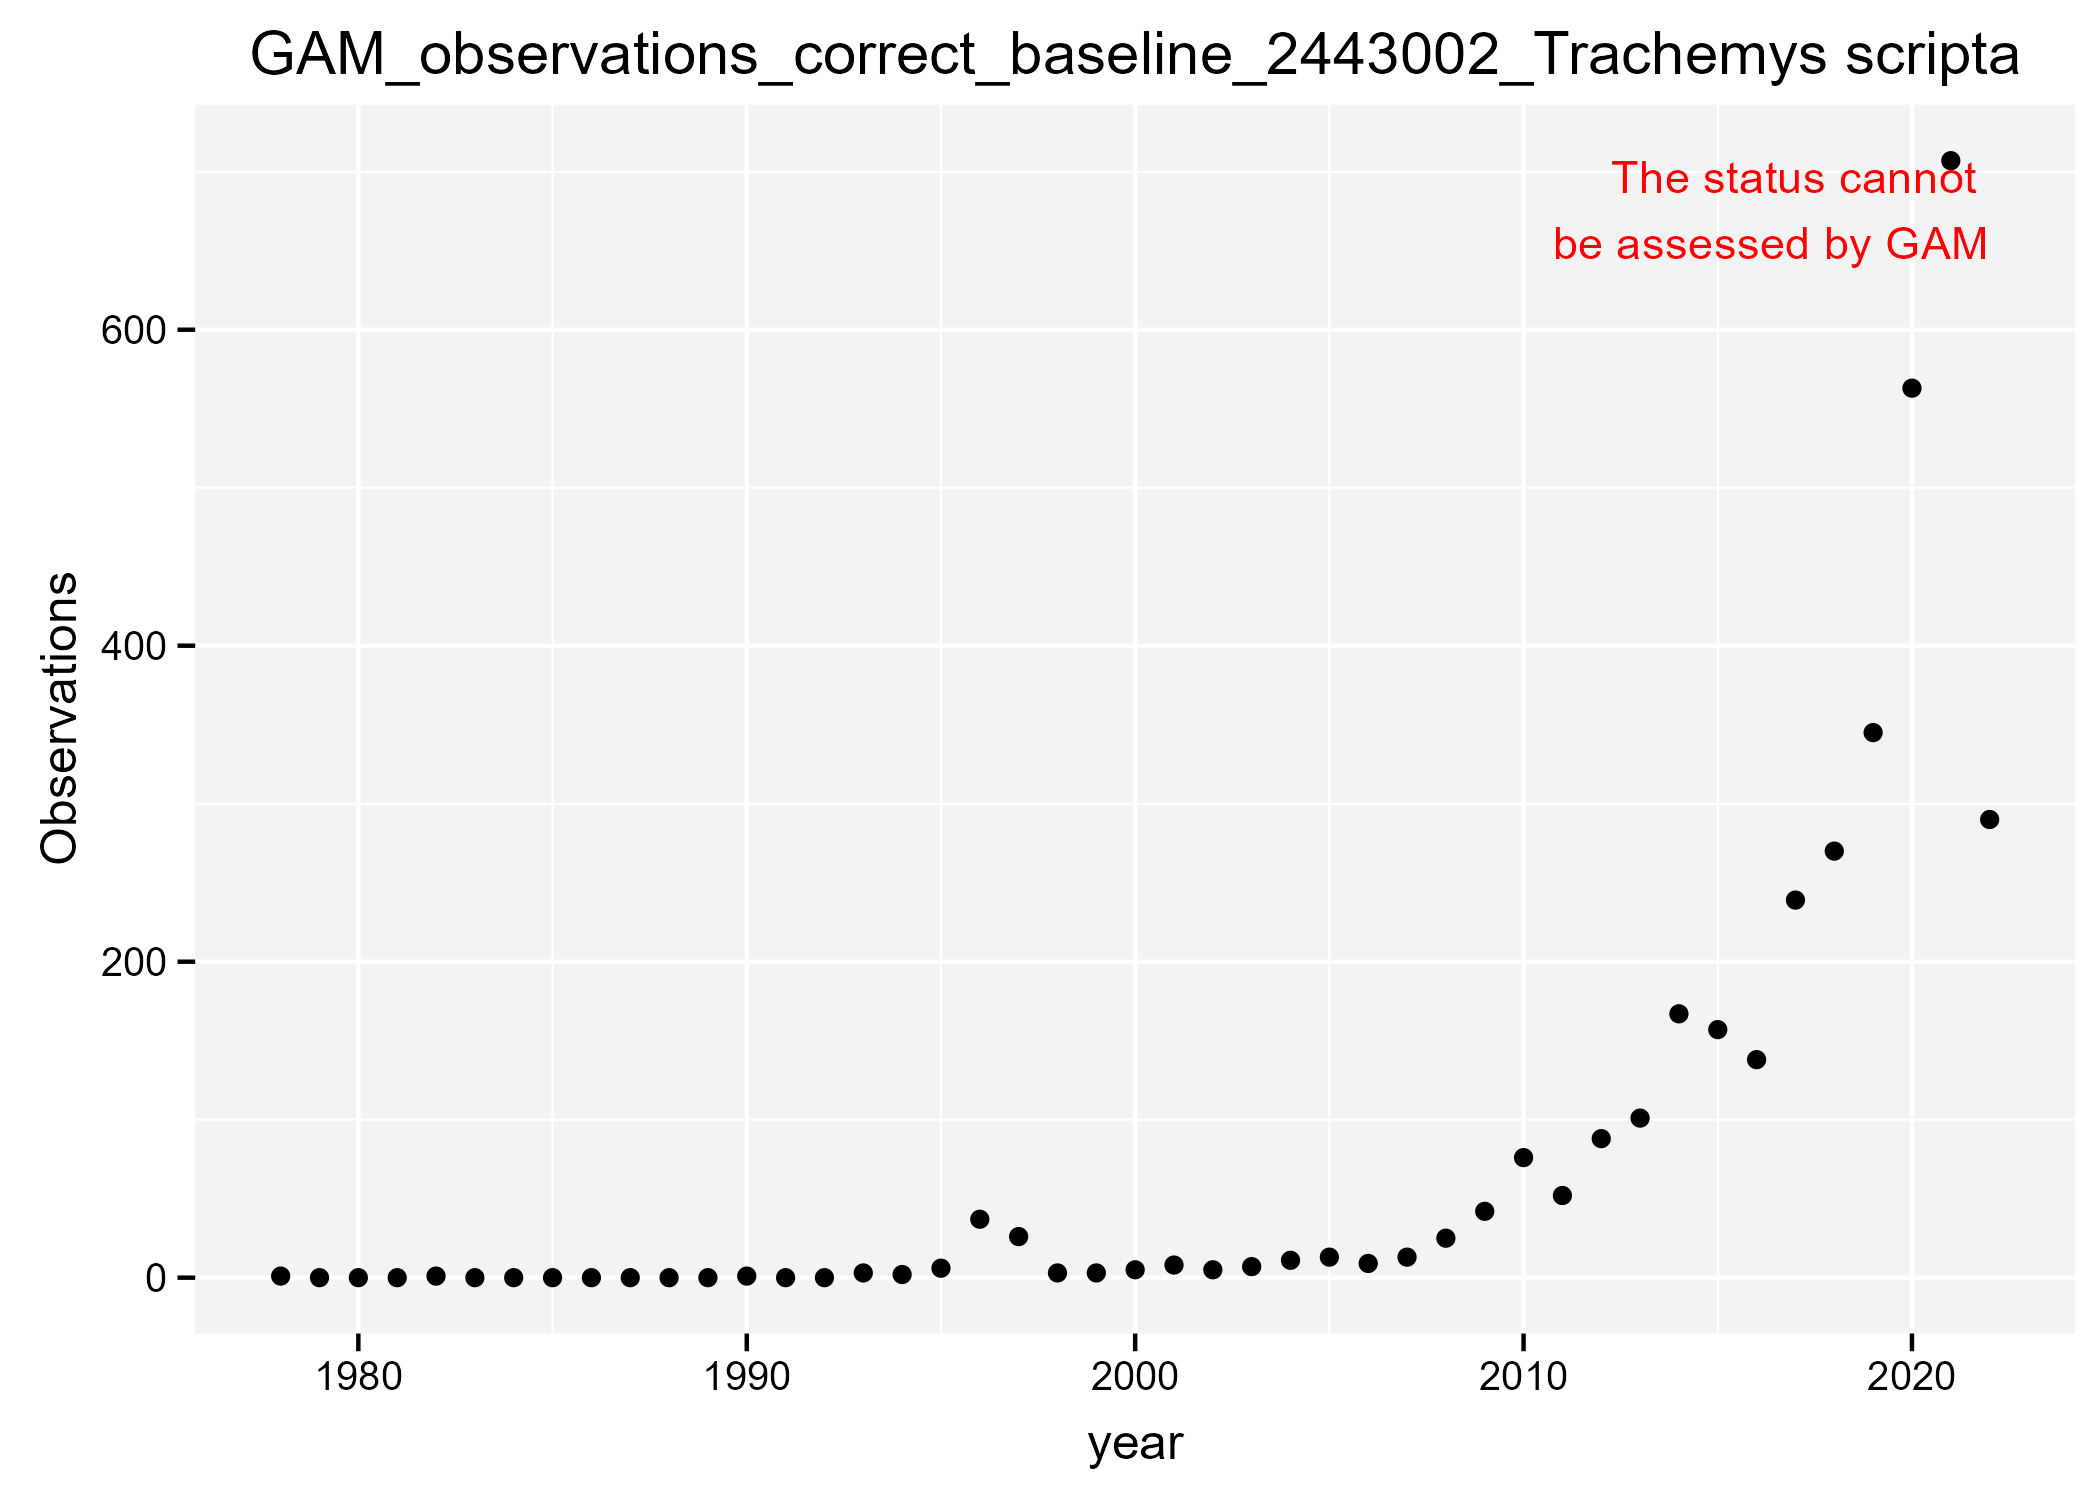 GAM_observations_correct_baseline_2443002_Trachemys scripta
The status cannot
be assessed by GAM
600
400
200
0
Observations
1980 1990 2000 2010 2020
year